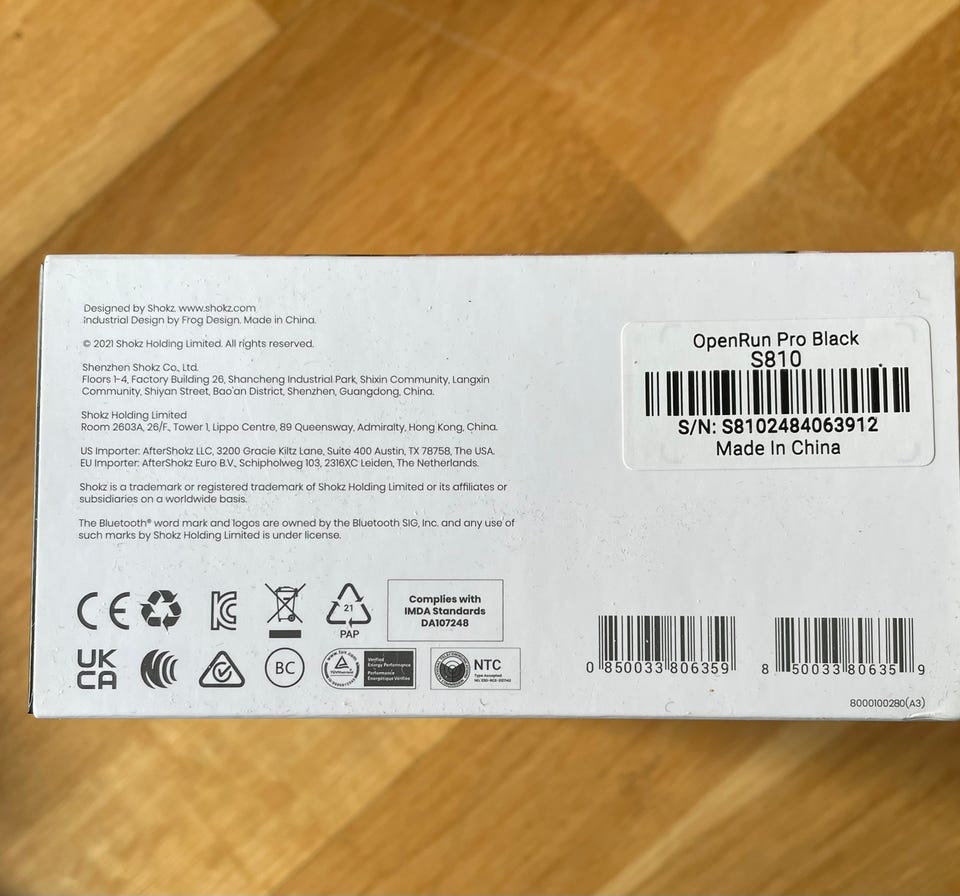 Designed by Shokz. www.shokz.com
Industrial Design by Frog Design. Made in China.
© 2021 Shokz Holding Limited. All rights reserved.
Shenzhen Shokz Co., Ltd.
Floors 1-4, Factory Building 26, Shancheng Industrial Park, Shixin Community, Langxin
Community, Shiyan Street, Bao'an District, Shenzhen, Guangdong, China.
Shokz Holding Limited
Room 2603A, 26/F., Tower 1, Lippo Centre, 89 Queensway, Admiralty, Hong Kong, China.
US Importer: AfterShokz LLC, 3200 Gracie Kiltz Lane, Suite 400 Austin, TX 78758, The USA.
EU Importer: AfterShokz Euro B.V., Schipholweg 103, 2316XC Leiden, The Netherlands.
Shokz is a trademark or registered trademark of Shokz Holding Limited or its affiliates or
subsidiaries on a worldwide basis.
The Bluetooth® word mark and logos are owned by the Bluetooth SIG, Inc. and any use of
such marks by Shokz Holding Limited is under license.
OpenRun Pro Black
S810
S/N: S8102484063912
Made In China
CE
21
PAP
Complies with
IMDA Standards
DA107248
UK
CA
BC
Verified
Energy Performance
Performance
Énergétique Vérifiée
NTC
Type Accepted
0 850033 806359
8 50033 80635 9
8000100280(A3)